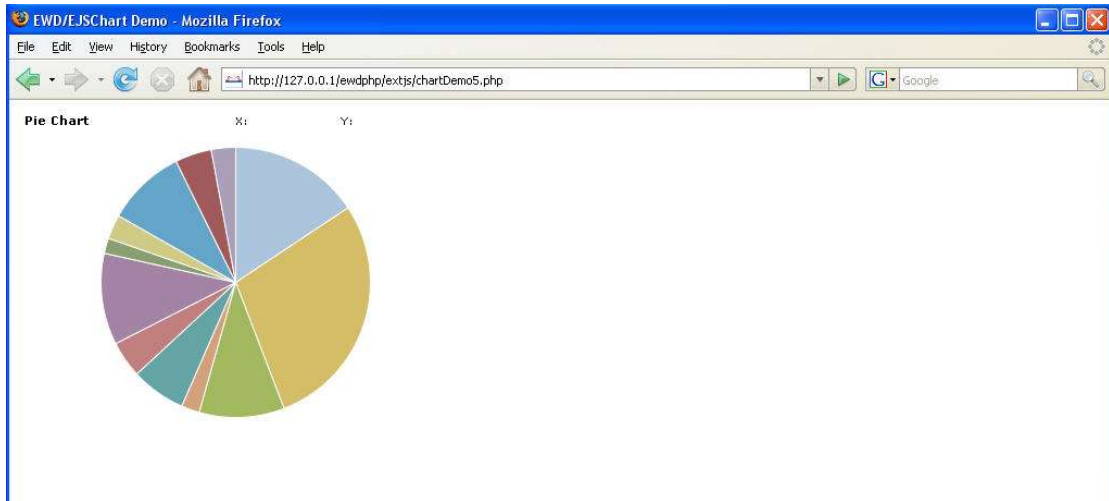 EWD/EJSChart Demo - Mozilla Firefox
File Edit View History Bookmarks Tools Help
http://127.0.0.1/ewdphp/extjs/chartDemo5.php
G Google
Pie Chart X: Y: